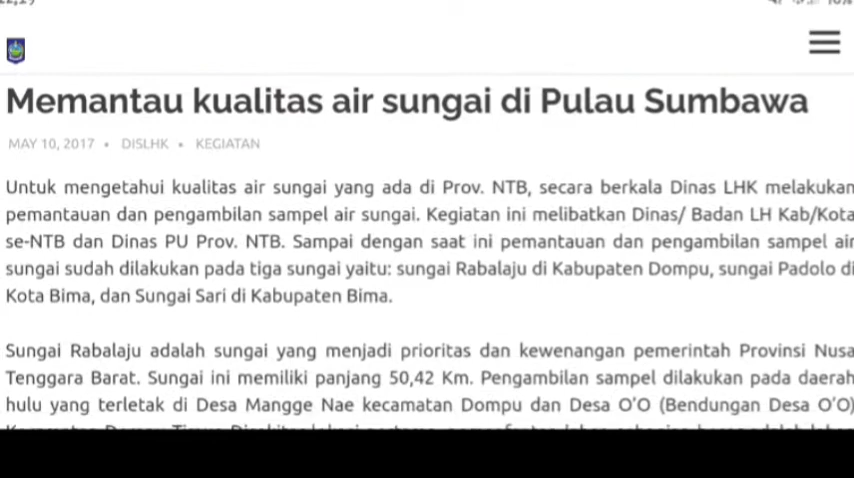 Memantau kualitas air sungai di Pulau Sumbawa
MAY 10, 2017 • DISLHK • KEGIATAN
Untuk mengetahui kualitas air sungai yang ada di Prov. NTB, secara berkala Dinas LHK melakukan
pemantauan dan pengambilan sampel air sungai. Kegiatan ini melibatkan Dinas/ Badan LH Kab/Kota
se-NTB dan Dinas PU Prov. NTB. Sampai dengan saat ini pemantauan dan pengambilan sampel air
sungai sudah dilakukan pada tiga sungai yaitu: sungai Rabalaju di Kabupaten Dompu, sungai Padolo di
Kota Bima, dan Sungai Sari di Kabupaten Bima.
Sungai Rabalaju adalah sungai yang menjadi prioritas dan kewenangan pemerintah Provinsi Nusa
Tenggara Barat. Sungai ini memiliki panjang 50,42 Km. Pengambilan sampel dilakukan pada daerah
hulu yang terletak di Desa Mangge Nae kecamatan Dompu dan Desa O'O (Bendungan Desa O'O)